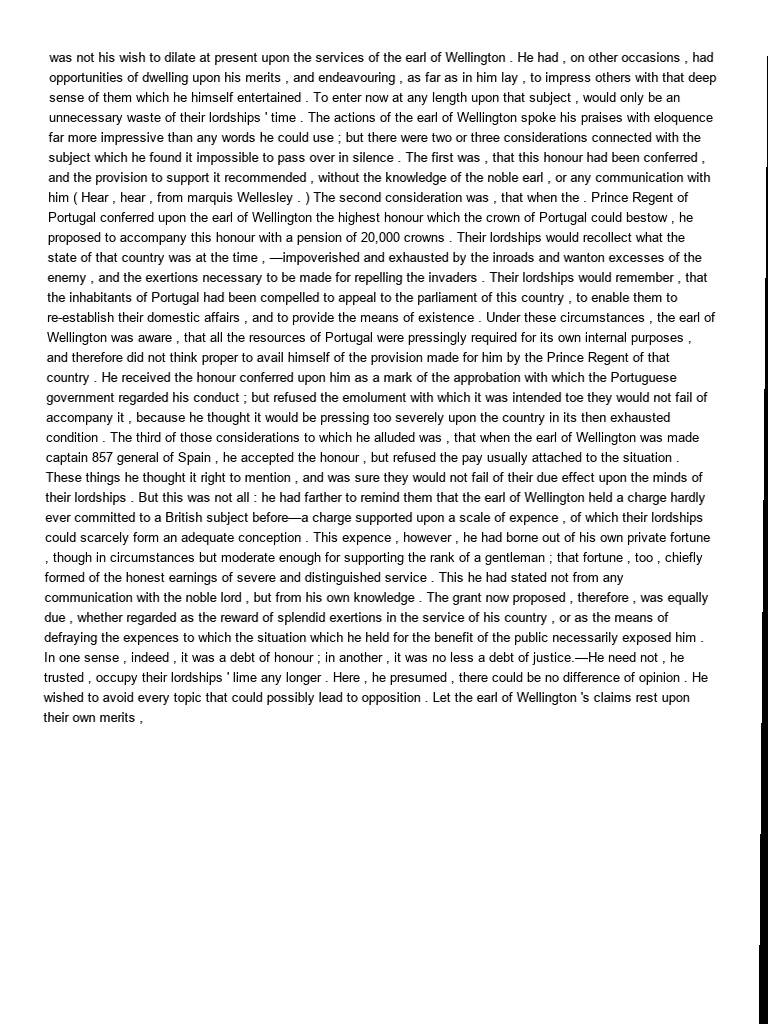 was not his wish to dilate at present upon the services of the earl of Wellington . He had , on other occasions , had
opportunities of dwelling upon his merits , and endeavouring , as far as in him lay , to impress others with that deep
sense of them which he himself entertained . To enter now at any length upon that subject , would only be an
unnecessary waste of their lordships ' time . The actions of the earl of Wellington spoke his praises with eloquence
far more impressive than any words he could use ; but there were two or three considerations connected with the
subject which he found it impossible to pass over in silence . The first was , that this honour had been conferred ,
and the provision to support it recommended , without the knowledge of the noble earl , or any communication with
him ( Hear , hear , from marquis Wellesley . ) The second consideration was , that when the . Prince Regent of
Portugal conferred upon the earl of Wellington the highest honour which the crown of Portugal could bestow , he
proposed to accompany this honour with a pension of 20,000 crowns . Their lordships would recollect what the
state of that country was at the time , —impoverished and exhausted by the inroads and wanton excesses of the
enemy , and the exertions necessary to be made for repelling the invaders . Their lordships would remember , that
the inhabitants of Portugal had been compelled to appeal to the parliament of this country , to enable them to
re-establish their domestic affairs , and to provide the means of existence . Under these circumstances , the earl of
Wellington was aware , that all the resources of Portugal were pressingly required for its own internal purposes ,
and therefore did not think proper to avail himself of the provision made for him by the Prince Regent of that
country . He received the honour conferred upon him as a mark of the approbation with which the Portuguese
government regarded his conduct ; but refused the emolument with which it was intended toe they would not fail of
accompany it , because he thought it would be pressing too severely upon the country in its then exhausted
condition . The third of those considerations to which he alluded was , that when the earl of Wellington was made
captain 857 general of Spain , he accepted the honour , but refused the pay usually attached to the situation .
These things he thought it right to mention , and was sure they would not fail of their due effect upon the minds of
their lordships . But this was not all : he had farther to remind them that the earl of Wellington held a charge hardly
ever committed to a British subject before—a charge supported upon a scale of expence , of which their lordships
could scarcely form an adequate conception . This expence , however , he had borne out of his own private fortune
, though in circumstances but moderate enough for supporting the rank of a gentleman ; that fortune , too , chiefly
formed of the honest earnings of severe and distinguished service . This he had stated not from any
communication with the noble lord , but from his own knowledge . The grant now proposed , therefore , was equally
due , whether regarded as the reward of splendid exertions in the service of his country , or as the means of
defraying the expences to which the situation which he held for the benefit of the public necessarily exposed him .
In one sense , indeed , it was a debt of honour ; in another , it was no less a debt of justice.—He need not , he
trusted , occupy their lordships ' lime any longer . Here , he presumed , there could be no difference of opinion . He
wished to avoid every topic that could possibly lead to opposition . Let the earl of Wellington 's claims rest upon
their own merits ,